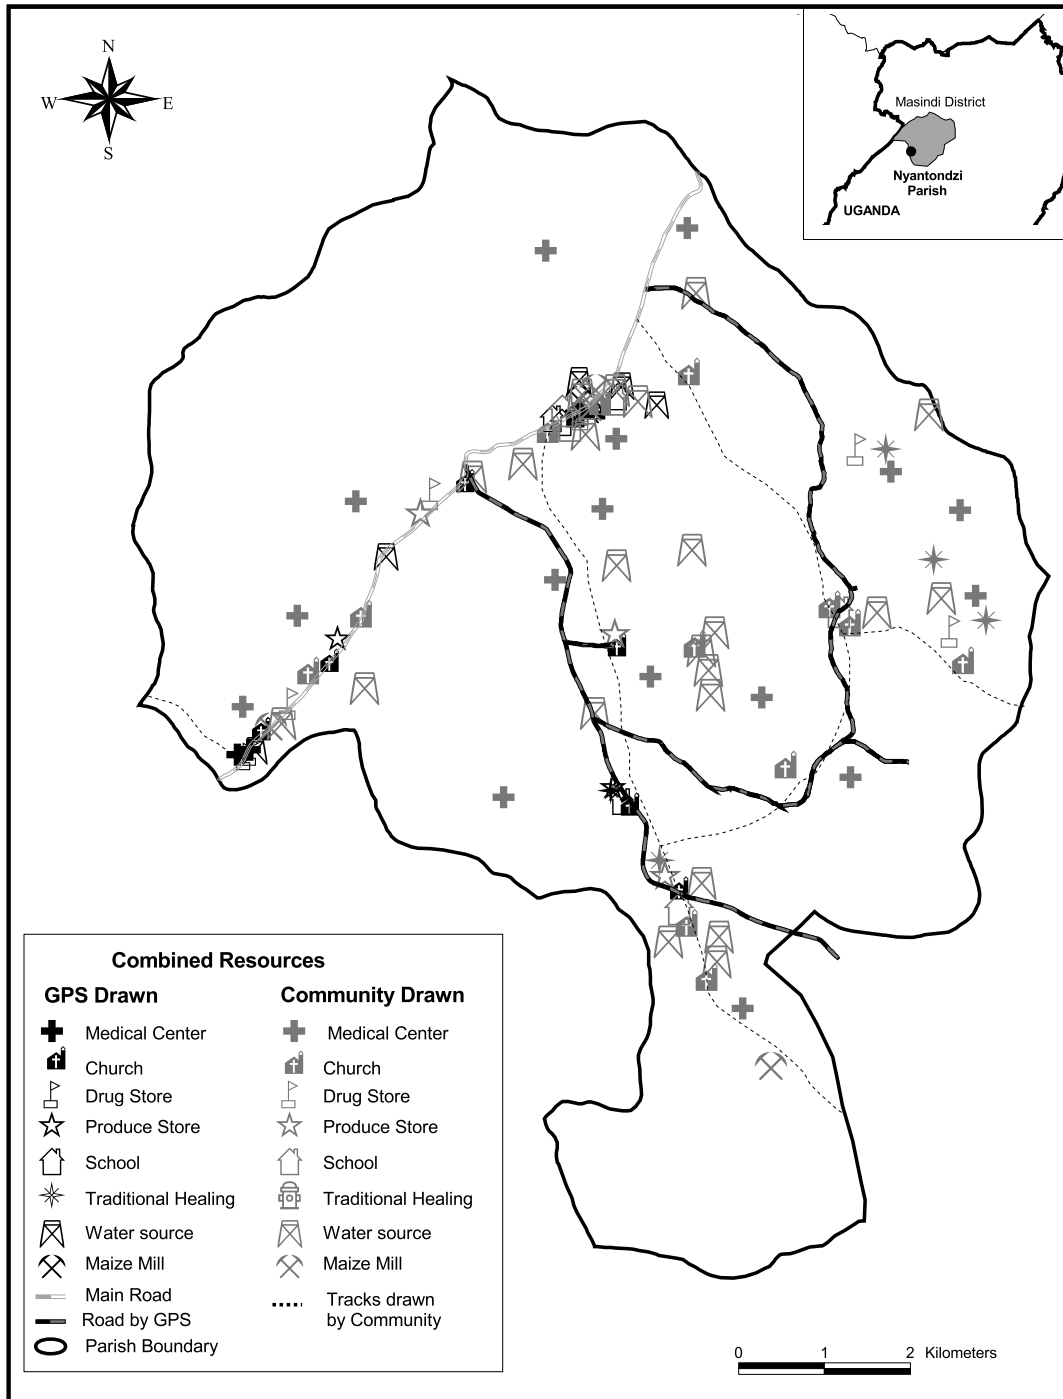 N
W
E
S
Masindi District
Nyantondzi
Parish
UGANDA
Combined Resources
GPS Drawn
Medical Center
Church
Drug Store
Produce Store
School
Traditional Healing
Water source
Maize Mill
Main Road
Road by GPS
Parish Boundary
Community Drawn
Medical Center
Church
Drug Store
Produce Store
School
Traditional Healing
Water source
Maize Mill
Tracks drawn
by Community
0 1 2 Kilometers